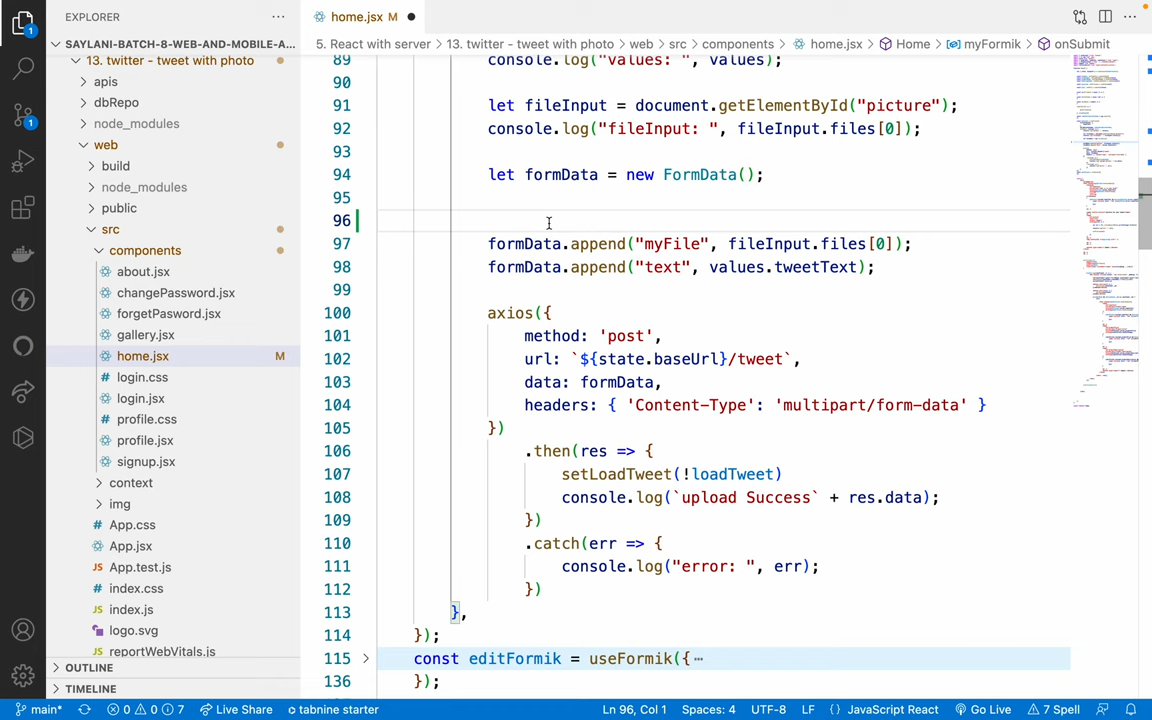 EXPLORER
home.jsx M
SAYLANI-BATCH-8-WEB-AND-MOBILE-A...
5. React with server > 13. twitter - tweet with photo > web > src > components > home.jsx > Home > myFormik > onSubmit
13. twitter - tweet with photo
apis
dbRepo
node_modules
web
build
node_modules
public
src
components
about.jsx
changePassword.jsx
forgetPasword.jsx
gallery.jsx
home.jsx M
login.css
login.jsx
profile.css
profile.jsx
signup.jsx
context
img
App.css
App.jsx
App.test.js
index.css
index.js
logo.svg
reportWebVitals.js
OUTLINE
TIMELINE
89 console.log("values: ", values);
90
91 let fileInput = document.getElementById("picture");
92 console.log("fileInput: ", fileInput.files[0]);
93
94 let formData = new FormData();
95
96
97 formData.append("myFile", fileInput.files[0]);
98 formData.append("text", values.tweetText);
99
100 axios({
101 method: 'post',
102 url: `${state.baseUrl}/tweet`,
103 data: formData,
104 headers: { 'Content-Type': 'multipart/form-data' }
105 })
106 .then(res => {
107 setLoadTweet(!loadTweet)
108 console.log(`upload Success` + res.data);
109 })
110 .catch(err => {
111 console.log("error: ", err);
112 })
113 },
114 });
115 const editFormik = useFormik({⋯
136 });
main* 0 0 7 Live Share tabnine starter Ln 96, Col 1 Spaces: 4 UTF-8 LF {} JavaScript React Go Live 7 Spell